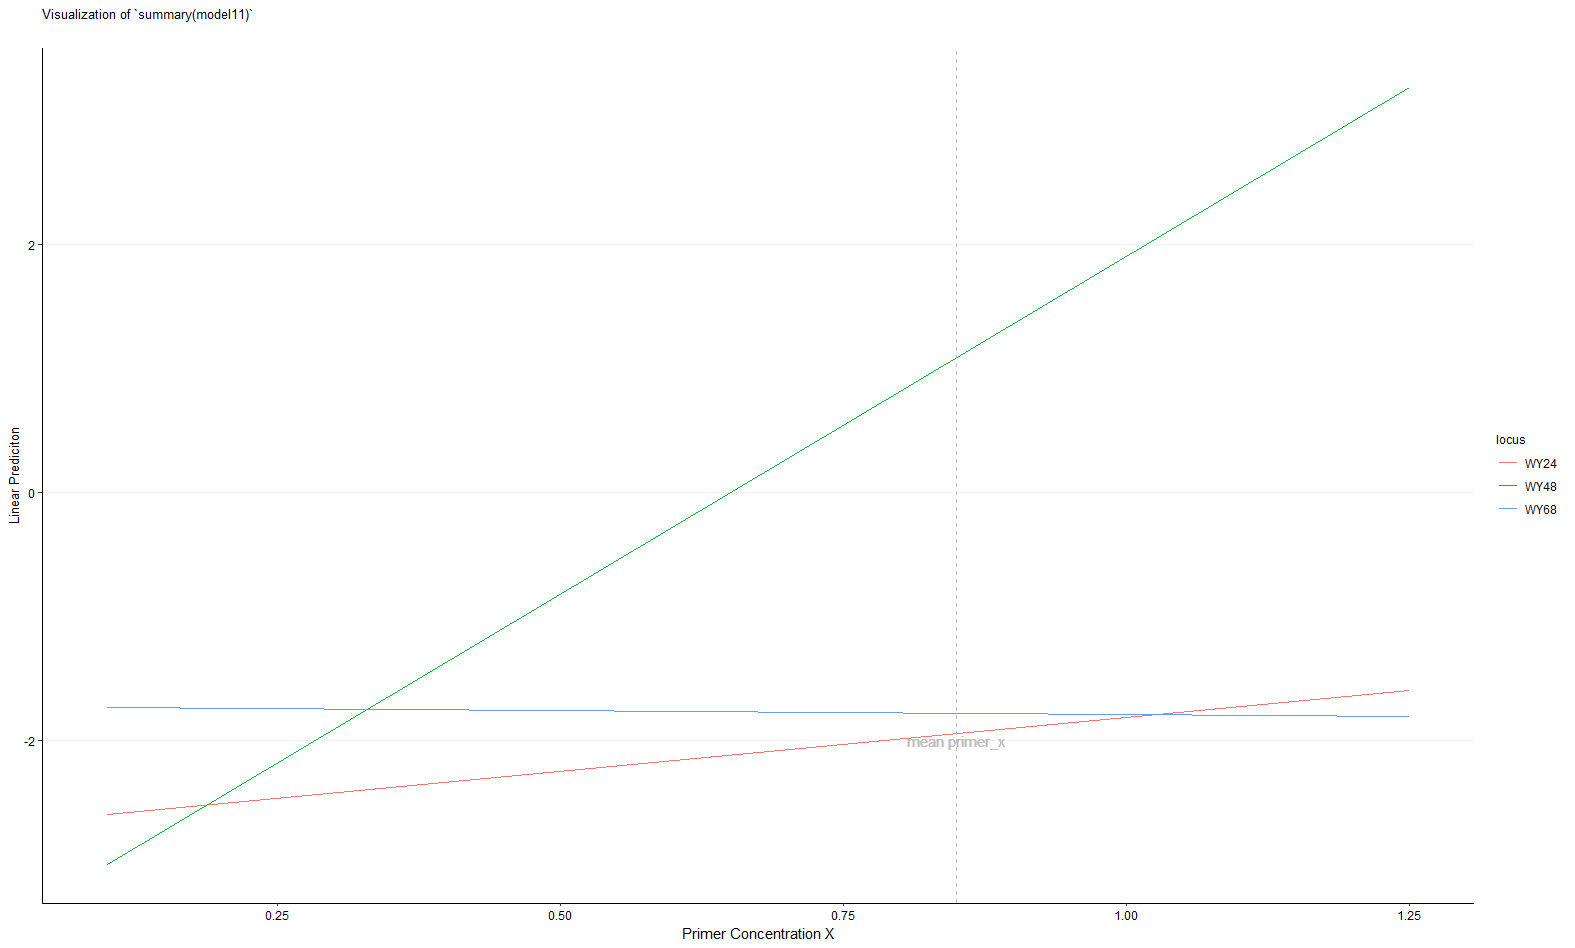 Visualization of `summary(model11)`
2
0
-2
Linear Prediciton
mean primer_x
0.25
0.50
0.75
1.00
1.25
Primer Concentration X
locus
WY24
WY48
WY68